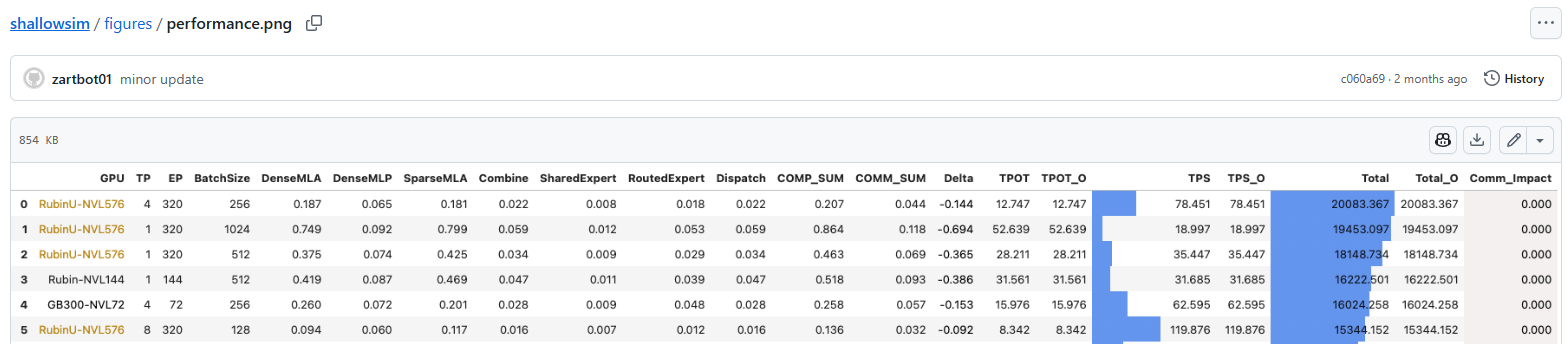 shallowsim / figures / performance.png
zartbot01 minor update c060a69 · 2 months ago History
854 KB
GPU TP EP BatchSize DenseMLA DenseMLP SparseMLA Combine SharedExpert RoutedExpert Dispatch COMP_SUM COMM_SUM Delta TPOT TPOT_O TPS TPS_O Total Total_O Comm_Impact
0 RubinU-NVL576 4 320 256 0.187 0.065 0.181 0.022 0.008 0.018 0.022 0.207 0.044 -0.144 12.747 12.747 78.451 78.451 20083.367 20083.367 0.000
1 RubinU-NVL576 1 320 1024 0.749 0.092 0.799 0.059 0.012 0.053 0.059 0.864 0.118 -0.694 52.639 52.639 18.997 18.997 19453.097 19453.097 0.000
2 RubinU-NVL576 1 320 512 0.375 0.074 0.425 0.034 0.009 0.029 0.034 0.463 0.069 -0.365 28.211 28.211 35.447 35.447 18148.734 18148.734 0.000
3 Rubin-NVL144 1 144 512 0.419 0.087 0.469 0.047 0.011 0.039 0.047 0.518 0.093 -0.386 31.561 31.561 31.685 31.685 16222.501 16222.501 0.000
4 GB300-NVL72 4 72 256 0.260 0.072 0.201 0.028 0.009 0.048 0.028 0.258 0.057 -0.153 15.976 15.976 62.595 62.595 16024.258 16024.258 0.000
5 RubinU-NVL576 8 320 128 0.094 0.060 0.117 0.016 0.007 0.012 0.016 0.136 0.032 -0.092 8.342 8.342 119.876 119.876 15344.152 15344.152 0.000